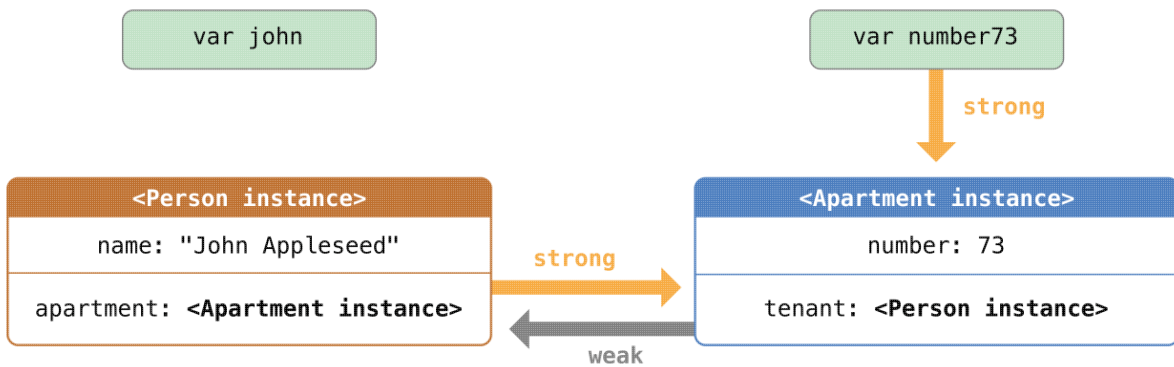 var john
var number73
strong
<Person instance>
<Apartment instance>
name: "John Appleseed"
number: 73
strong
apartment: <Apartment instance>
tenant: <Person instance>
weak